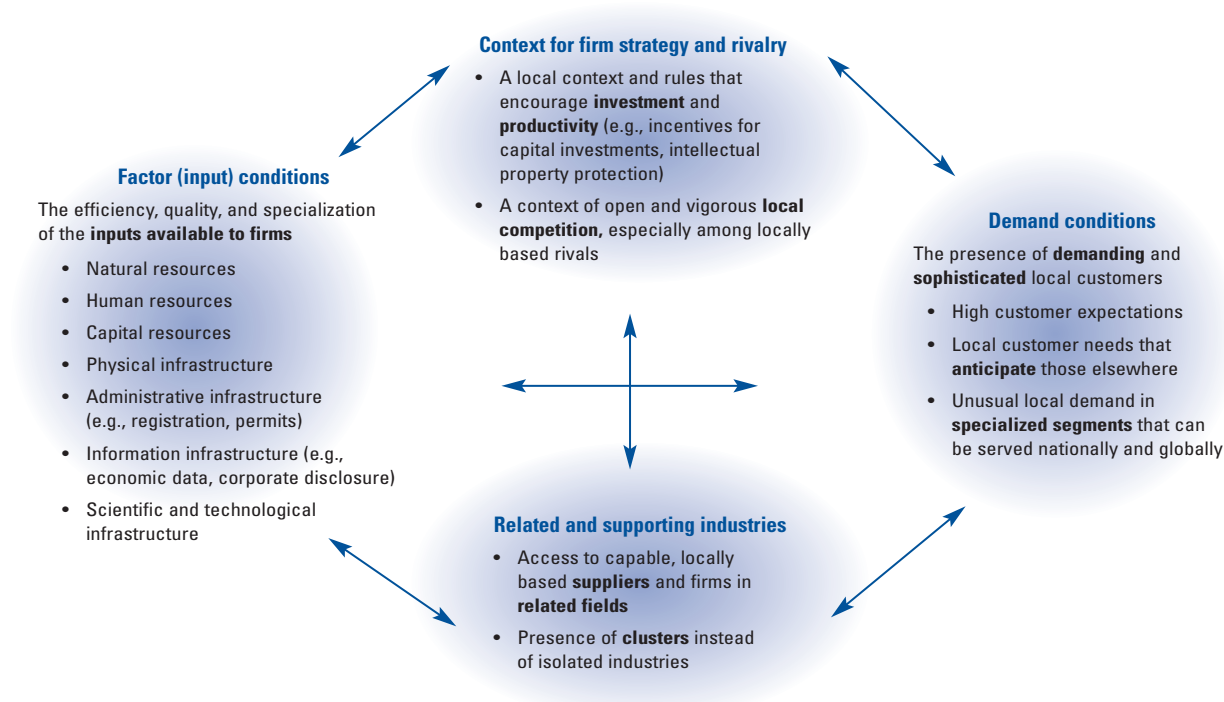 Context for firm strategy and rivalry
• A local context and rules that
encourage investment and
productivity (e.g., incentives for
capital investments, intellectual
property protection)
• A context of open and vigorous local
competition, especially among locally
based rivals
Factor (input) conditions
The efficiency, quality, and specialization
of the inputs available to firms
• Natural resources
• Human resources
• Capital resources
• Physical infrastructure
• Administrative infrastructure
(e.g., registration, permits)
• Information infrastructure (e.g.,
economic data, corporate disclosure)
• Scientific and technological
infrastructure
Demand conditions
The presence of demanding and
sophisticated local customers
• High customer expectations
• Local customer needs that
anticipate those elsewhere
• Unusual local demand in
specialized segments that can
be served nationally and globally
Related and supporting industries
• Access to capable, locally
based suppliers and firms in
related fields
• Presence of clusters instead
of isolated industries